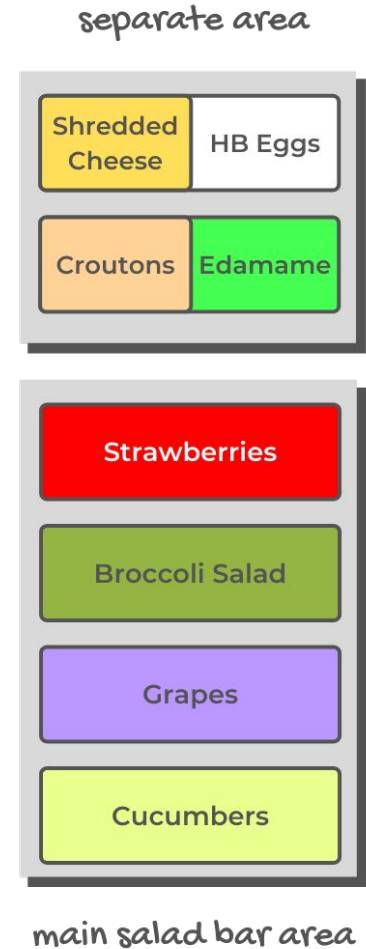 separate area
Shredded
Cheese
HB Eggs
Croutons
Edamame
Strawberries
Broccoli Salad
Grapes
Cucumbers
main salad bar area